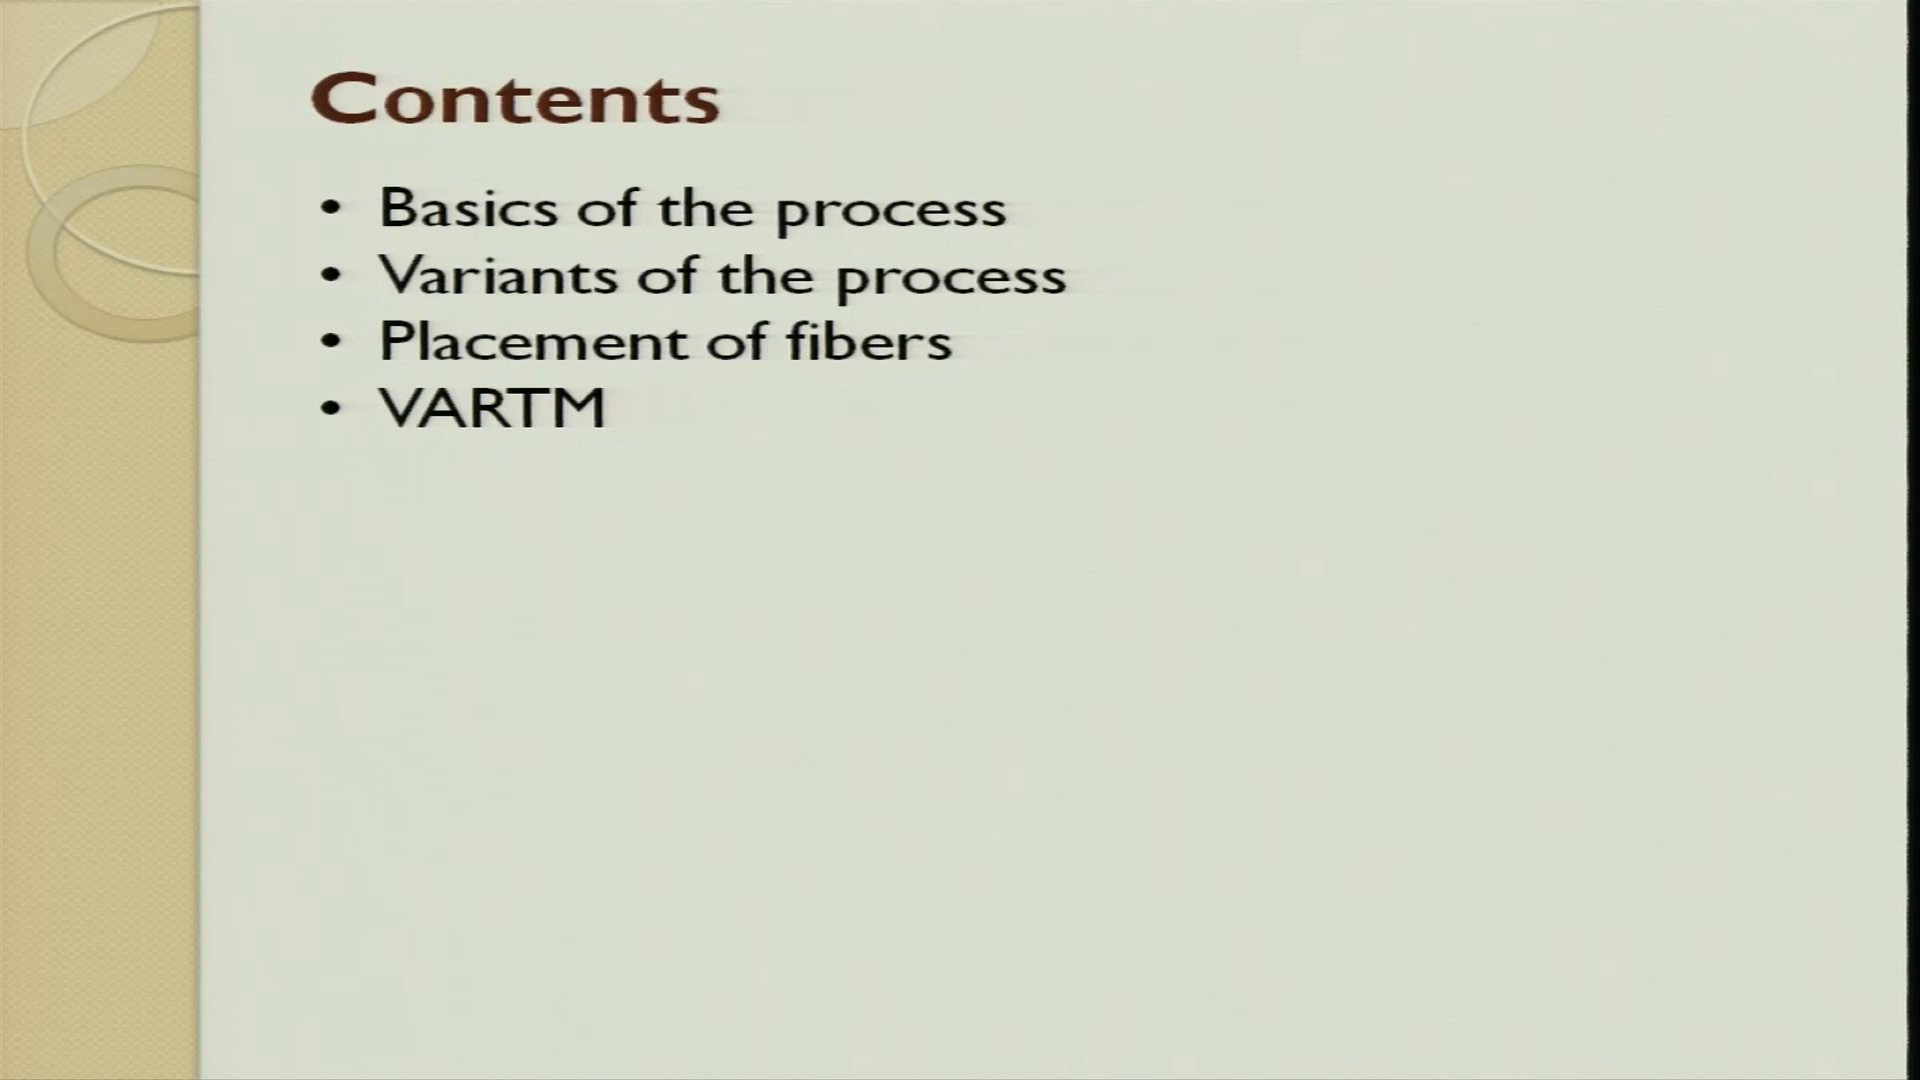 Contents
• Basics of the process
• Variants of the process
• Placement of fibers
• VARTM